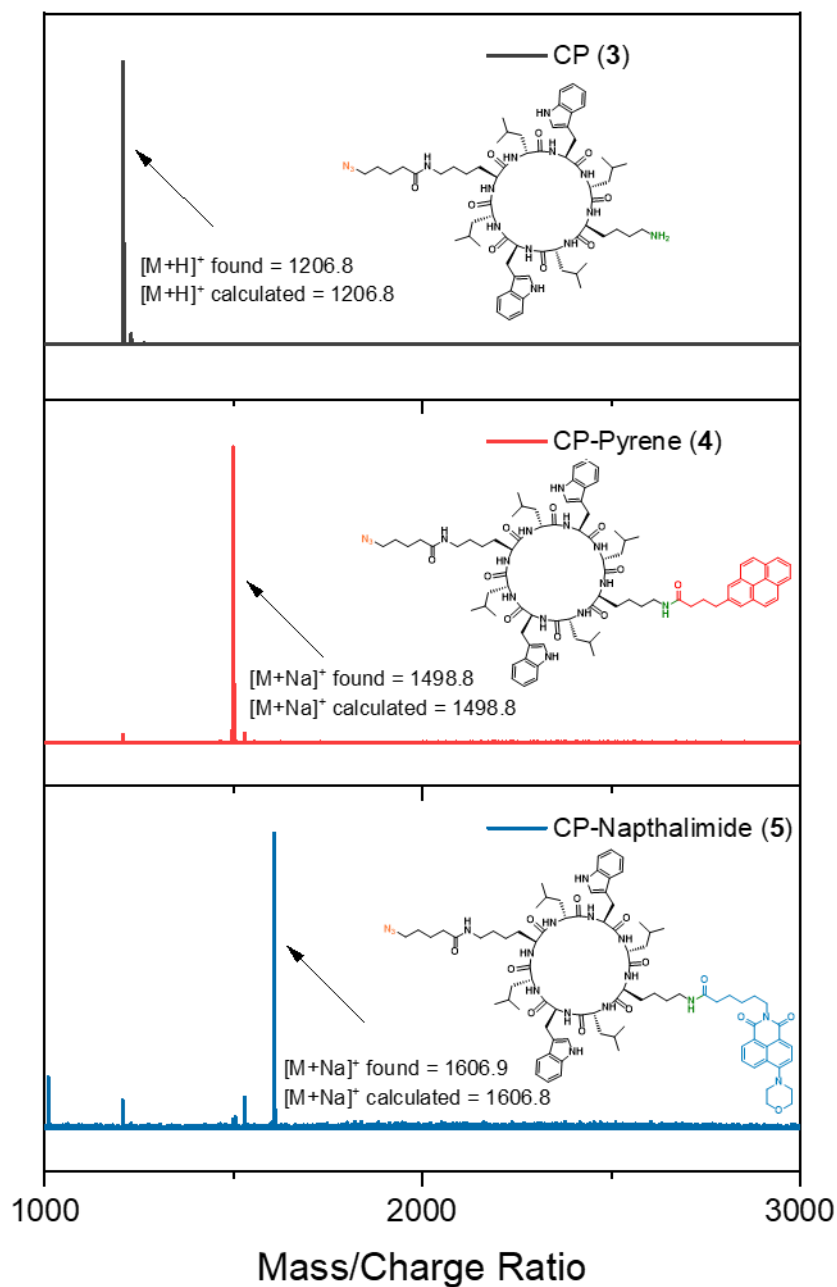 CP (3)
[M+H]+ found = 1206.8
[M+H]+ calculated = 1206.8
CP-Pyrene (4)
[M+Na]+ found = 1498.8
[M+Na]+ calculated = 1498.8
CP-Napthalimide (5)
[M+Na]+ found = 1606.9
[M+Na]+ calculated = 1606.8
1000 2000 3000
Mass/Charge Ratio